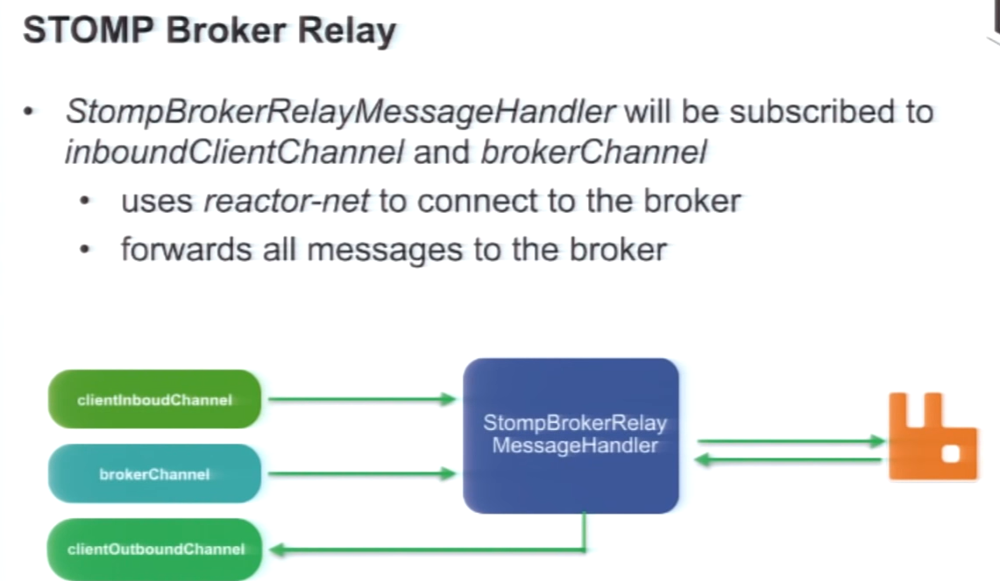 STOMP Broker Relay
• StompBrokerRelayMessageHandler will be subscribed to
inboundClientChannel and brokerChannel
• uses reactor-net to connect to the broker
• forwards all messages to the broker
clientInboudChannel
StompBrokerRelay
MessageHandler
brokerChannel
clientOutboundChannel